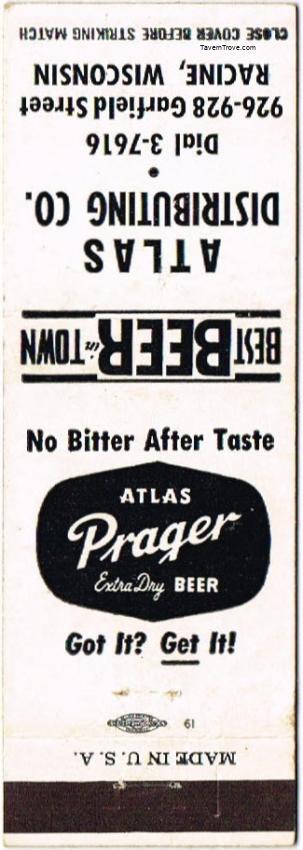 CLOSE COVER BEFORE STRIKING MATCH
TavernTrove.com
RACINE, WISCONSIN
926-928 Garfield Street
Dial 3-7616
•
DISTRIBUTING CO.
ATLAS
BEST BEER in TOWN
No Bitter After Taste
ATLAS
Prager
Extra Dry BEER
Got It? Get It!
19
MADE IN U.S.A.